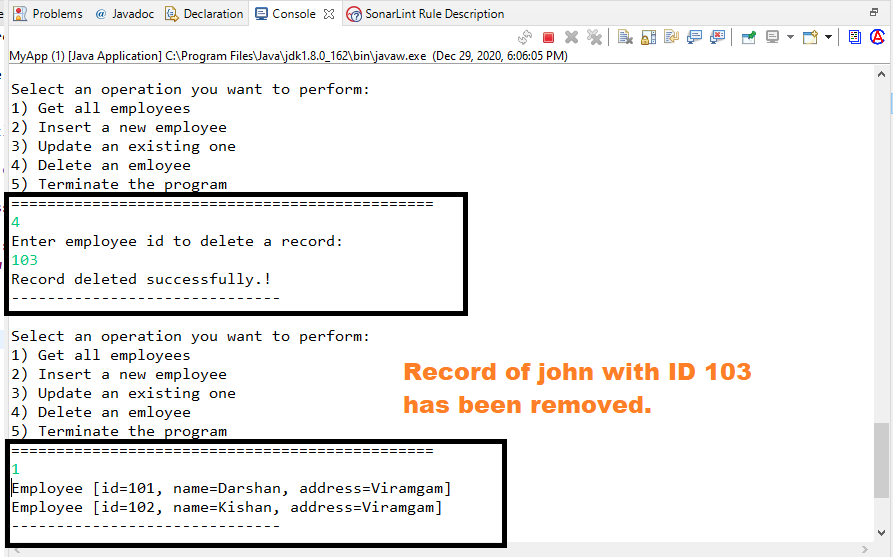 Problems @ Javadoc Declaration Console SonarLint Rule Description
MyApp (1) [Java Application] C:\Program Files\Java\jdk1.8.0_162\bin\javaw.exe (Dec 29, 2020, 6:06:05 PM)
Select an operation you want to perform:
1) Get all employees
2) Insert a new employee
3) Update an existing one
4) Delete an emloyee
5) Terminate the program
===============================================
4
Enter employee id to delete a record:
103
Record deleted successfully.!
------------------------------
Select an operation you want to perform:
1) Get all employees
2) Insert a new employee
3) Update an existing one
4) Delete an emloyee
5) Terminate the program
Record of john with ID 103
has been removed.
===============================================
1
Employee [id=101, name=Darshan, address=Viramgam]
Employee [id=102, name=Kishan, address=Viramgam]
------------------------------